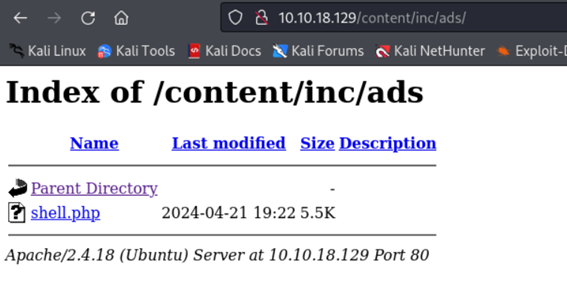 10.10.18.129/content/inc/ads/
Kali Linux Kali Tools Kali Docs Kali Forums Kali NetHunter Exploit-
Index of /content/inc/ads
Name Last modified Size Description
Parent Directory -
shell.php 2024-04-21 19:22 5.5K
Apache/2.4.18 (Ubuntu) Server at 10.10.18.129 Port 80